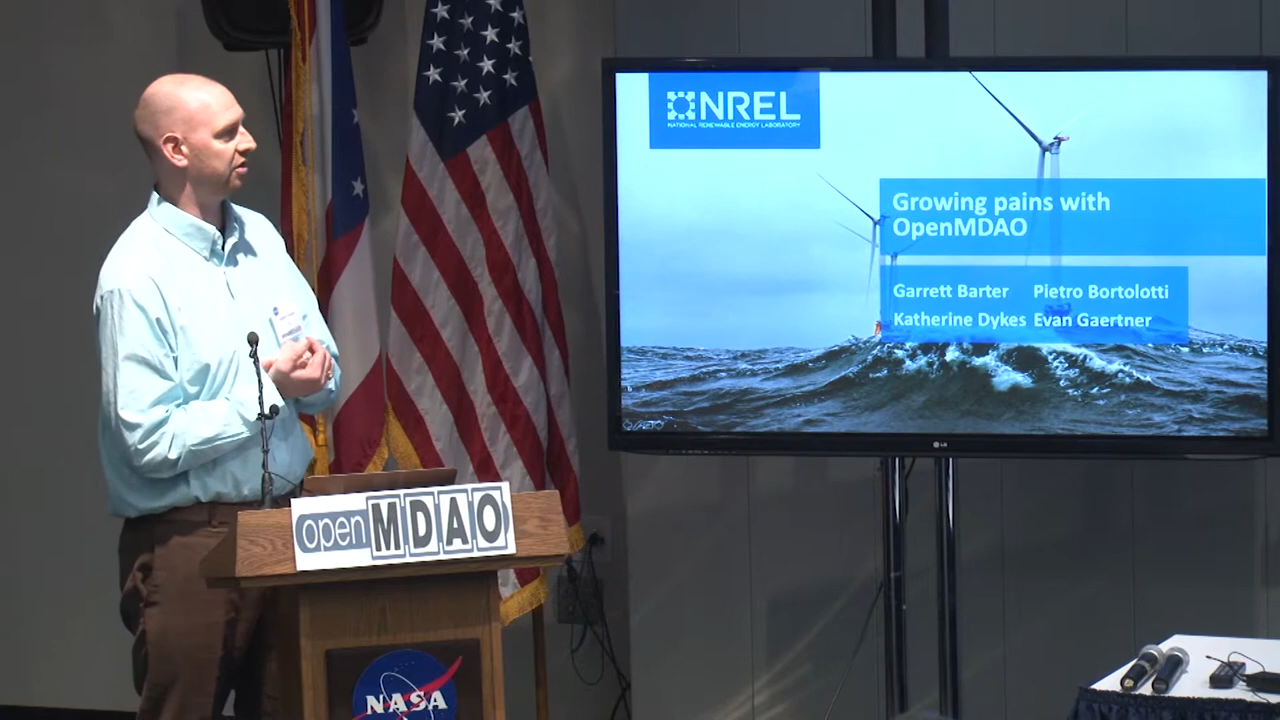 NREL
NATIONAL RENEWABLE ENERGY LABORATORY
Growing pains with
OpenMDAO
Garrett Barter Pietro Bortolotti
Katherine Dykes Evan Gaertner
LG
openMDAO
NASA